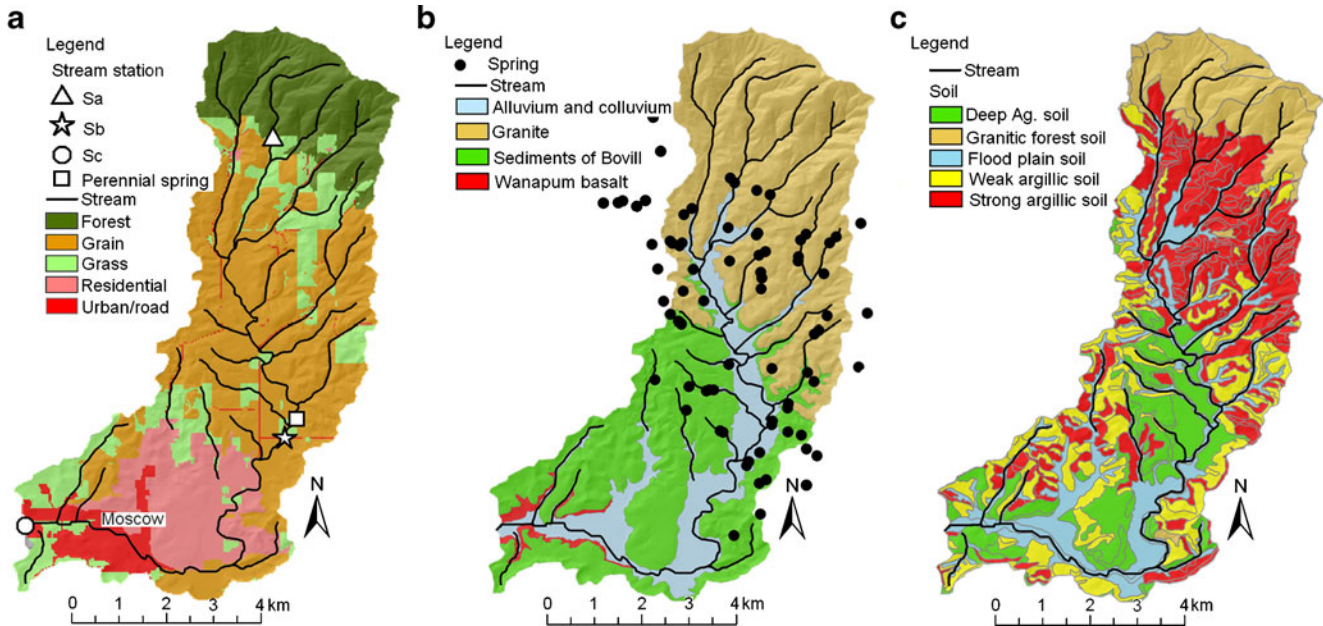 a
Legend
Stream station
Sa
Sb
Sc
Perennial spring
Stream
Forest
Grain
Grass
Residential
Urban/road
Moscow
N
0 1 2 3 4 km
b
Legend
Spring
Stream
Alluvium and colluvium
Granite
Sediments of Bovill
Wanapum basalt
N
0 1 2 3 4 km
c
Legend
Stream
Soil
Deep Ag. soil
Granitic forest soil
Flood plain soil
Weak argillic soil
Strong argillic soil
N
0 1 2 3 4 km